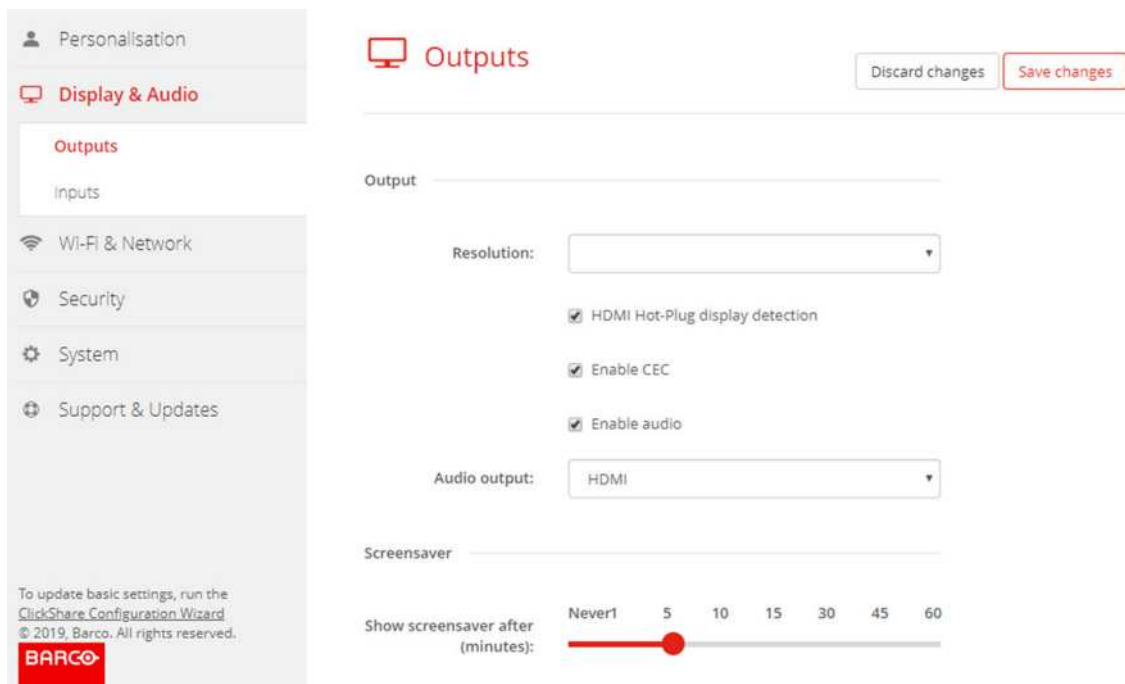 Personalisation
Display & Audio
Outputs
Inputs
Wi-Fi & Network
Security
System
Support & Updates
To update basic settings, run the
ClickShare Configuration Wizard
© 2019, Barco. All rights reserved.
BARCO
Outputs
Discard changes
Save changes
Output
Resolution:
HDMI Hot-Plug display detection
Enable CEC
Enable audio
Audio output:
HDMI
Screensaver
Show screensaver after
(minutes):
Never1 5 10 15 30 45 60